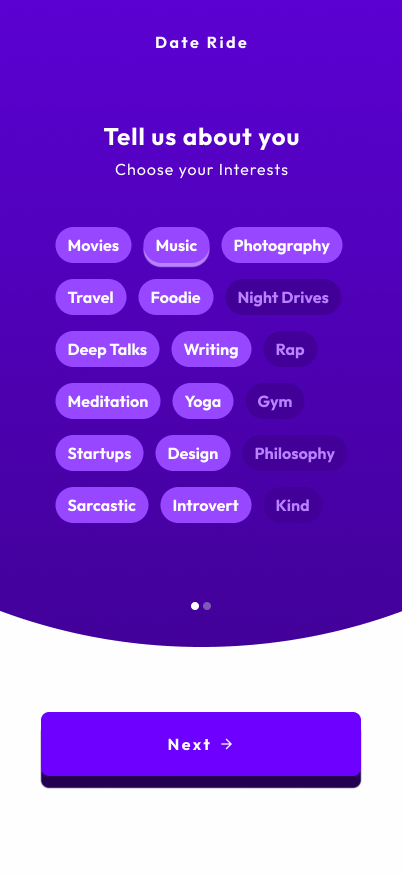 Date Ride
Tell us about you
Choose your Interests
Movies Music Photography
Travel Foodie Night Drives
Deep Talks Writing Rap
Meditation Yoga Gym
Startups Design Philosophy
Sarcastic Introvert Kind
Next →